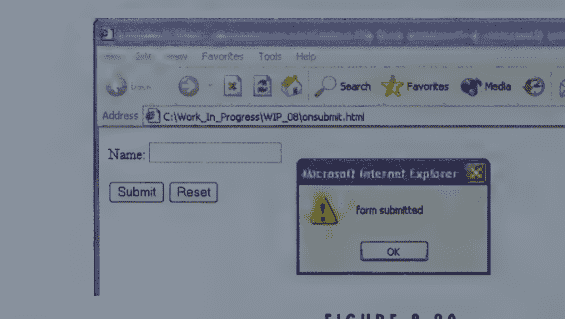 Favorites Tools Help
Search Favorites Media
Address C:\Work_In_Progress\WIP_08\onsubmit.html
Name:
Submit Reset
Microsoft Internet Explorer
form submitted
OK